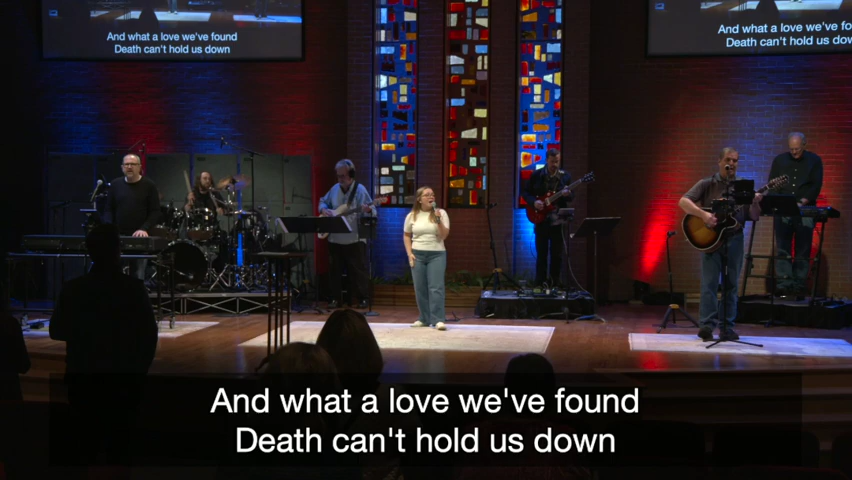 And what a love we've found
Death can't hold us down
And what a love we've found
Death can't hold us dow
And what a love we've found
Death can't hold us down